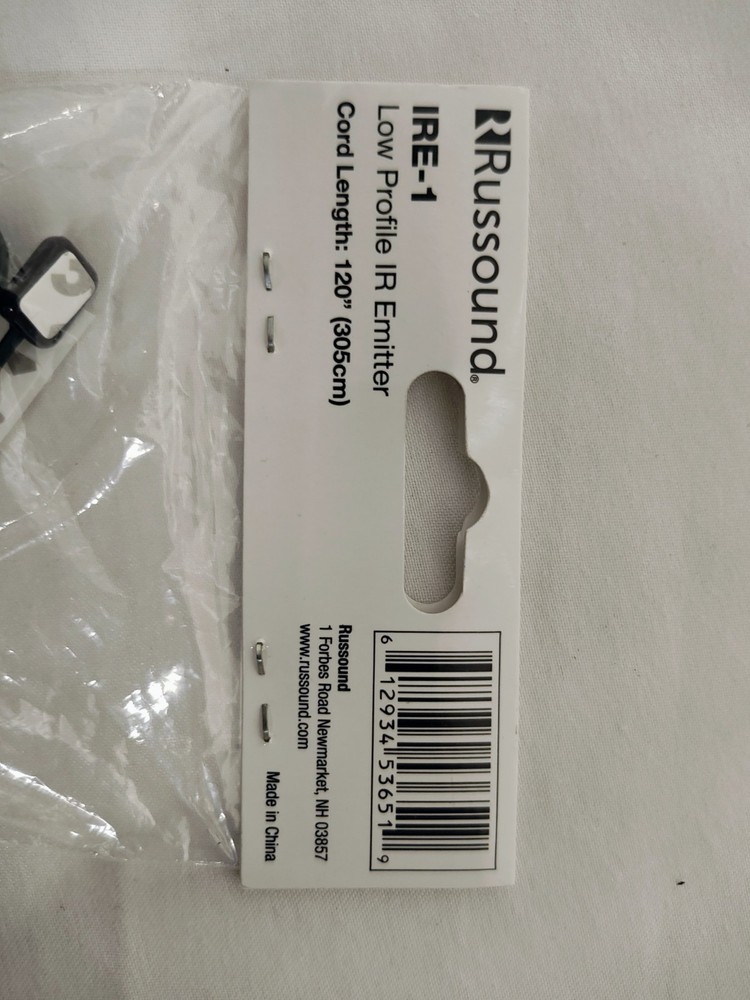 Russound®
IRE-1
Low Profile IR Emitter
Cord Length: 120” (305cm)
6 12934 53651 9
Russound
1 Forbes Road Newmarket, NH 03857
www.russound.com
Made in China